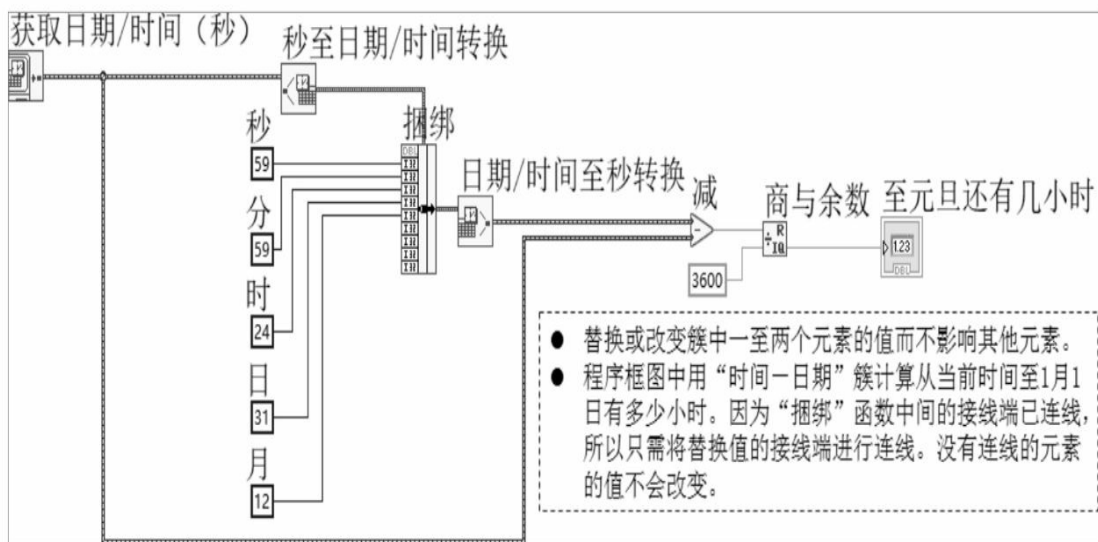 获取日期/时间（秒）
秒至日期/时间转换
捆绑
秒
59
分
59
时
24
日
31
月
12
DBL
日期/时间至秒转换
减
商与余数
至元旦还有几小时
3600
R
IQ
1.23
DBL
● 替换或改变簇中一至两个元素的值而不影响其他元素。
● 程序框图中用“时间－日期”簇计算从当前时间至1月1
日有多少小时。因为“捆绑”函数中间的接线端已连线，
所以只需将替换值的接线端进行连线。没有连线的元素
的值不会改变。